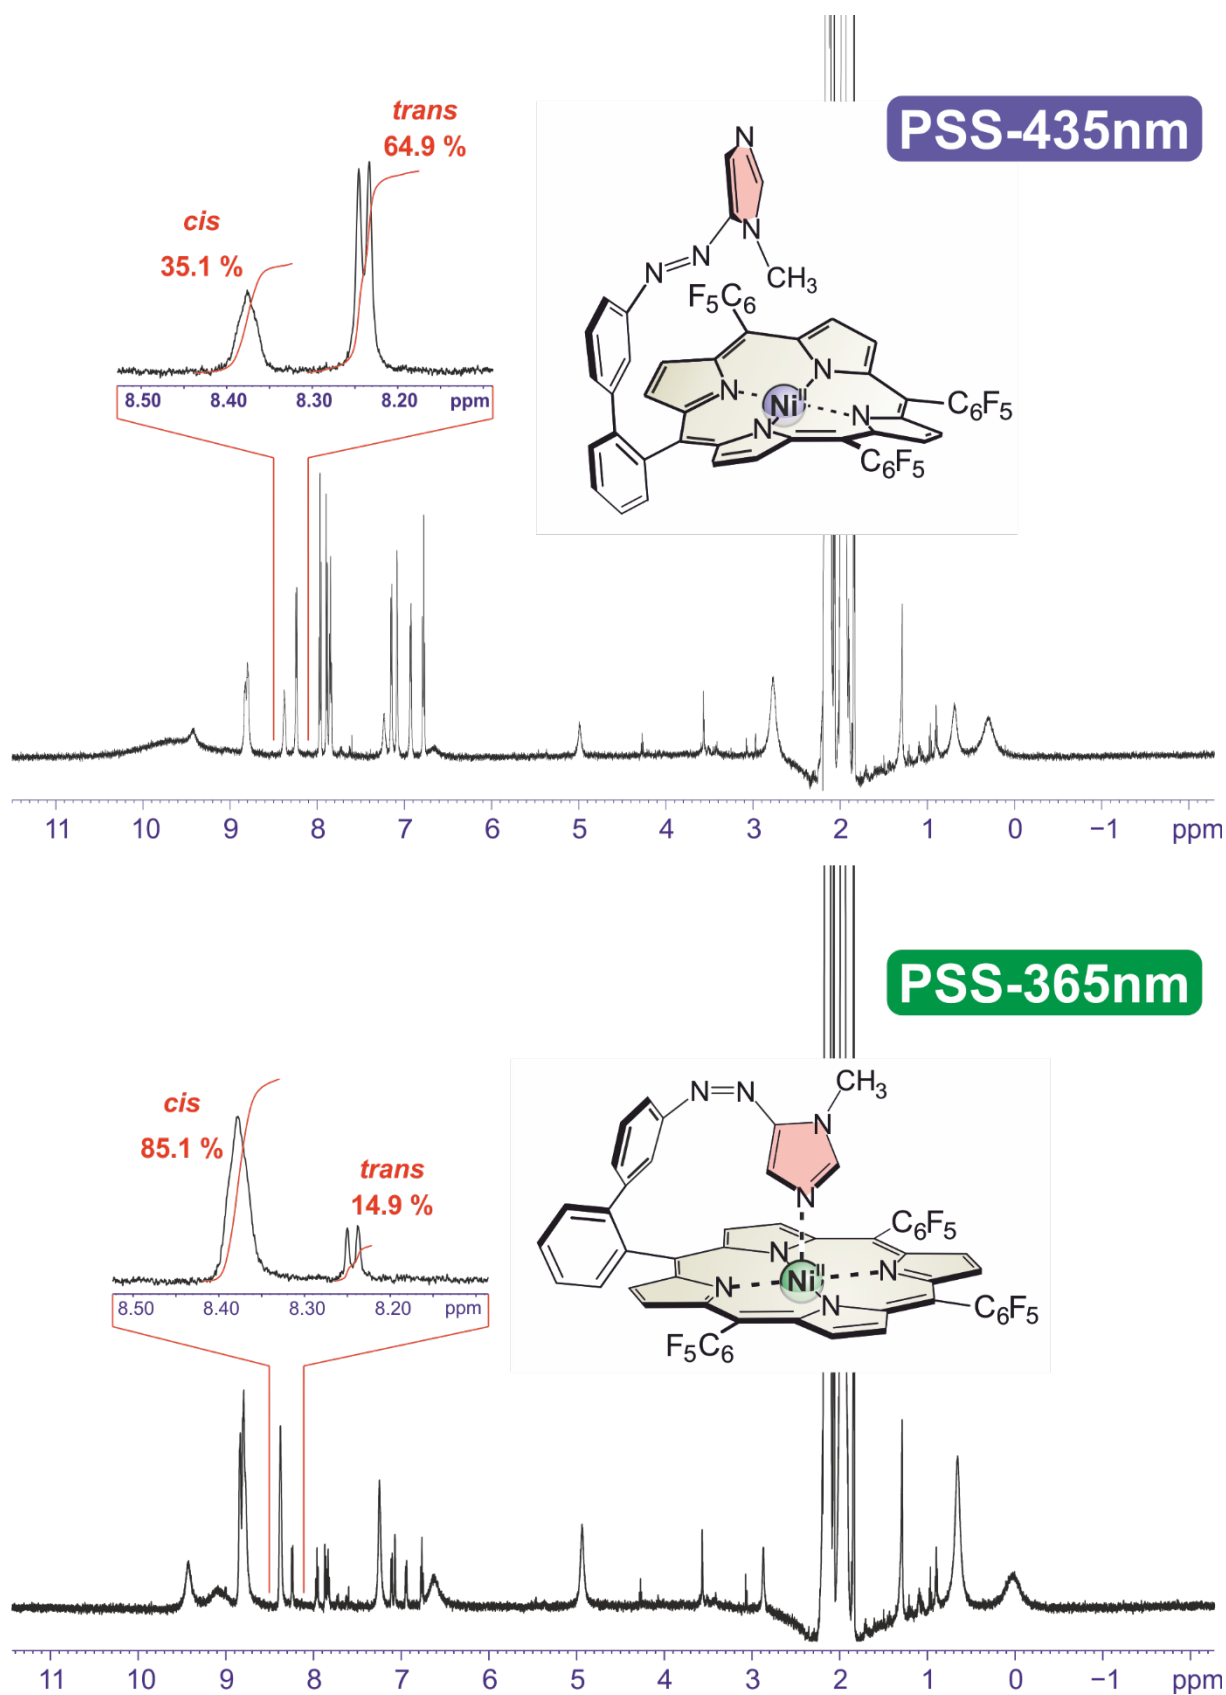 PSS-435nm
trans
64.9 %
cis
35.1 %
8.50 8.40 8.30 8.20 ppm
N
N
N=N
CH3
F5C6
N
N
N
N
NiII
C6F5
C6F5
11 10 9 8 7 6 5 4 3 2 1 0 −1 ppm
PSS-365nm
cis
85.1 %
trans
14.9 %
8.50 8.40 8.30 8.20 ppm
N=N
CH3
N
N
C6F5
N
N
N
N
NiII
C6F5
F5C6
11 10 9 8 7 6 5 4 3 2 1 0 −1 ppm